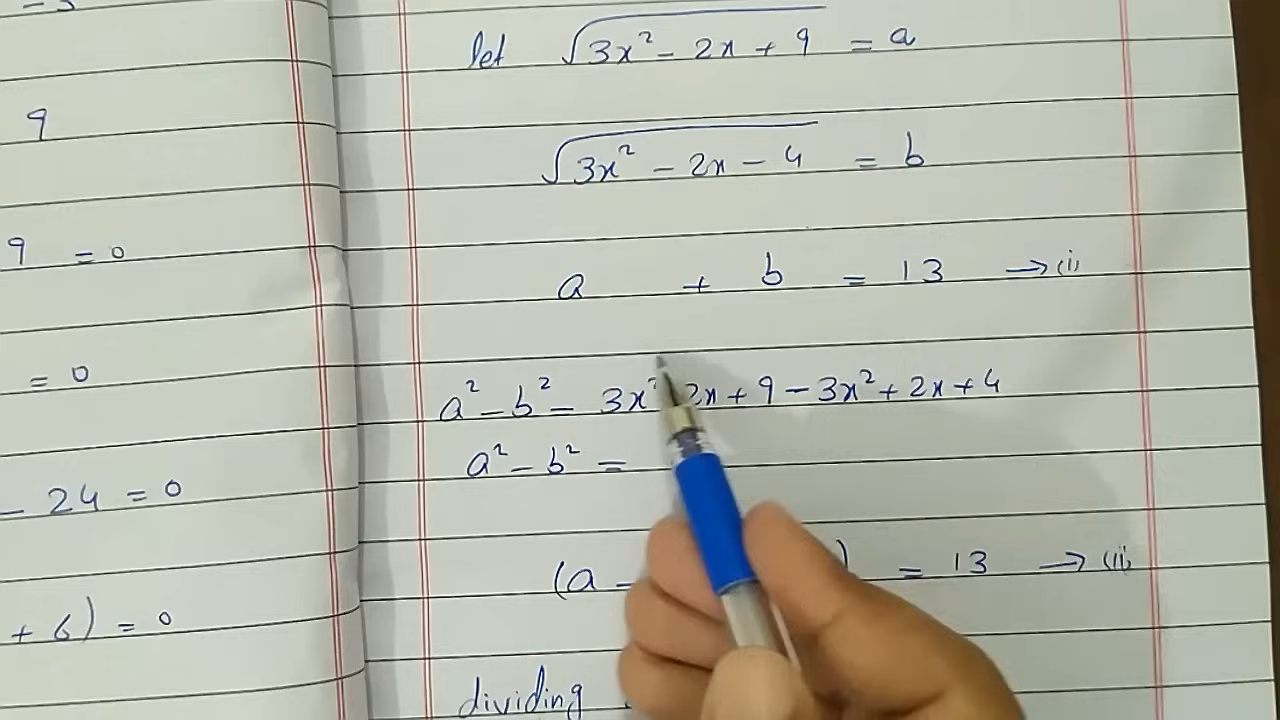 9
9 = 0
= 0
- 24 = 0
+ 6) = 0
let √3x² - 2x + 9 = a
√3x² - 2x - 4 = b
a + b = 13 → (i)
a² - b² = 3x² 2x + 9 - 3x² + 2x + 4
a² - b² =
(a - ) = 13 → (ii)
dividing